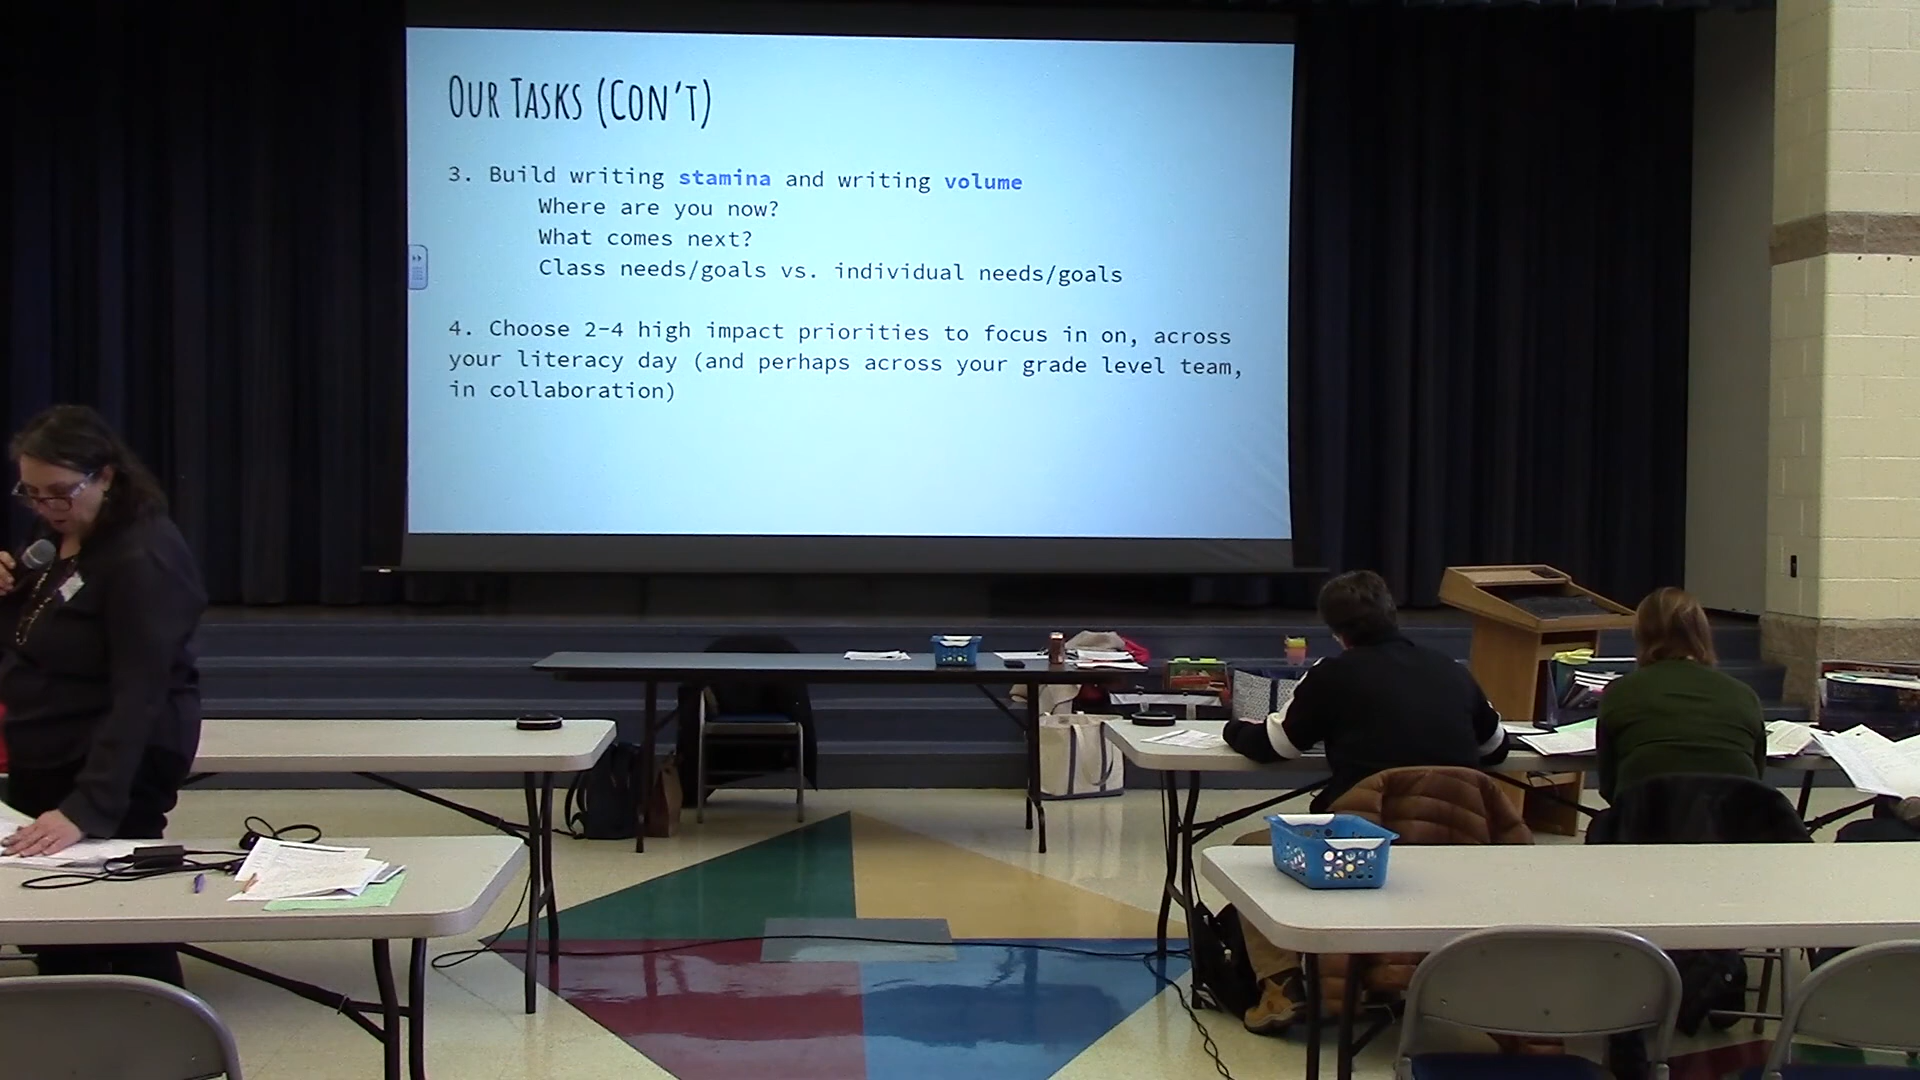 OUR TASKS (CON'T)
3. Build writing stamina and writing volume
Where are you now?
What comes next?
Class needs/goals vs. individual needs/goals
4. Choose 2-4 high impact priorities to focus in on, across
your literacy day (and perhaps across your grade level team,
in collaboration)